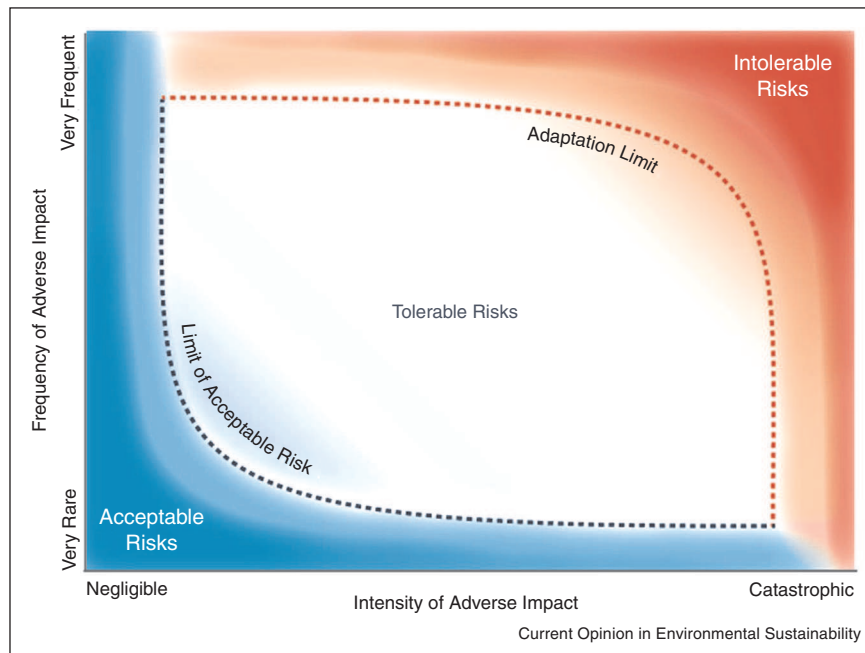 Very Frequent
Intolerable
Risks
Adaptation Limit
Frequency of Adverse Impact
Tolerable Risks
Limit of Acceptable Risk
Very Rare
Acceptable
Risks
Negligible
Catastrophic
Intensity of Adverse Impact
Current Opinion in Environmental Sustainability